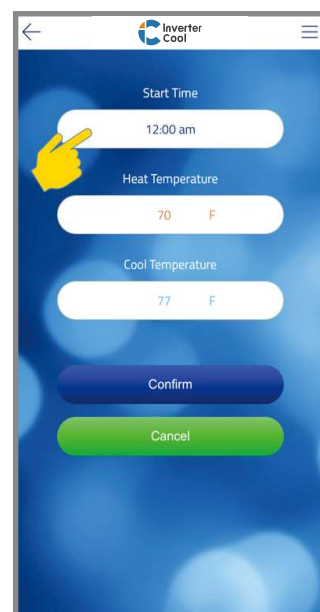 Inverter
Cool
Start Time
12:00 am
Heat Temperature
70 F
Cool Temperature
77 F
Confirm
Cancel